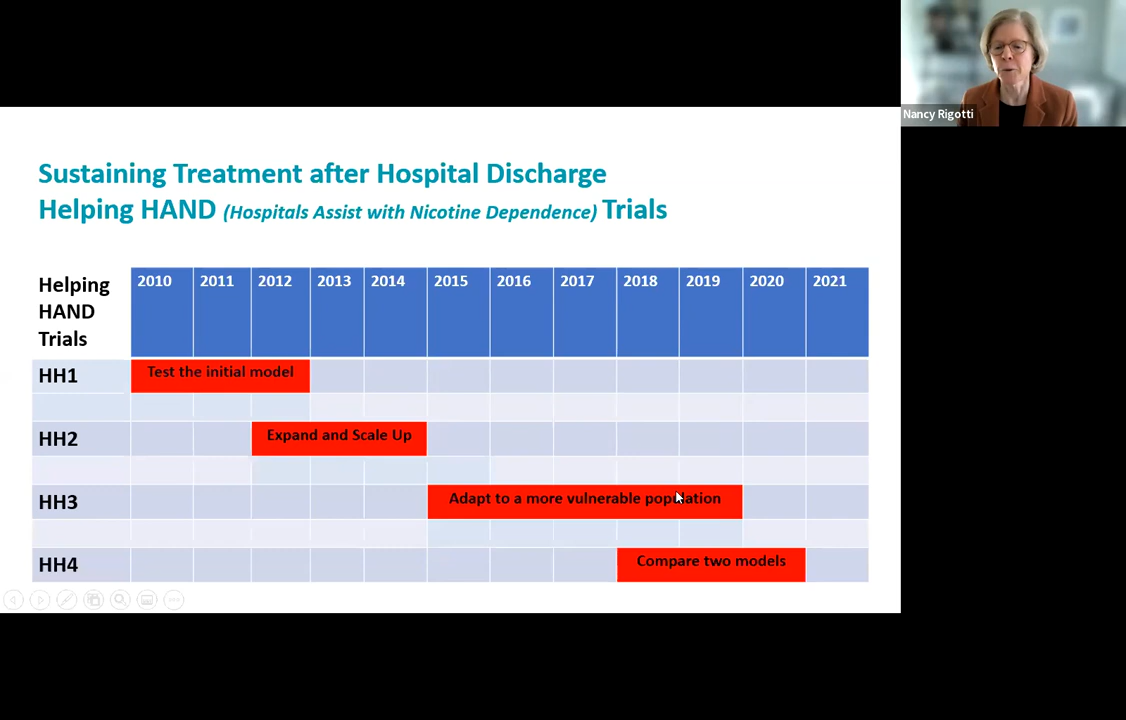 Nancy Rigotti
Sustaining Treatment after Hospital Discharge
Helping HAND (Hospitals Assist with Nicotine Dependence) Trials
Helping
HAND
Trials
2010 2011 2012 2013 2014 2015 2016 2017 2018 2019 2020 2021
HH1 Test the initial model
HH2 Expand and Scale Up
HH3 Adapt to a more vulnerable population
HH4 Compare two models